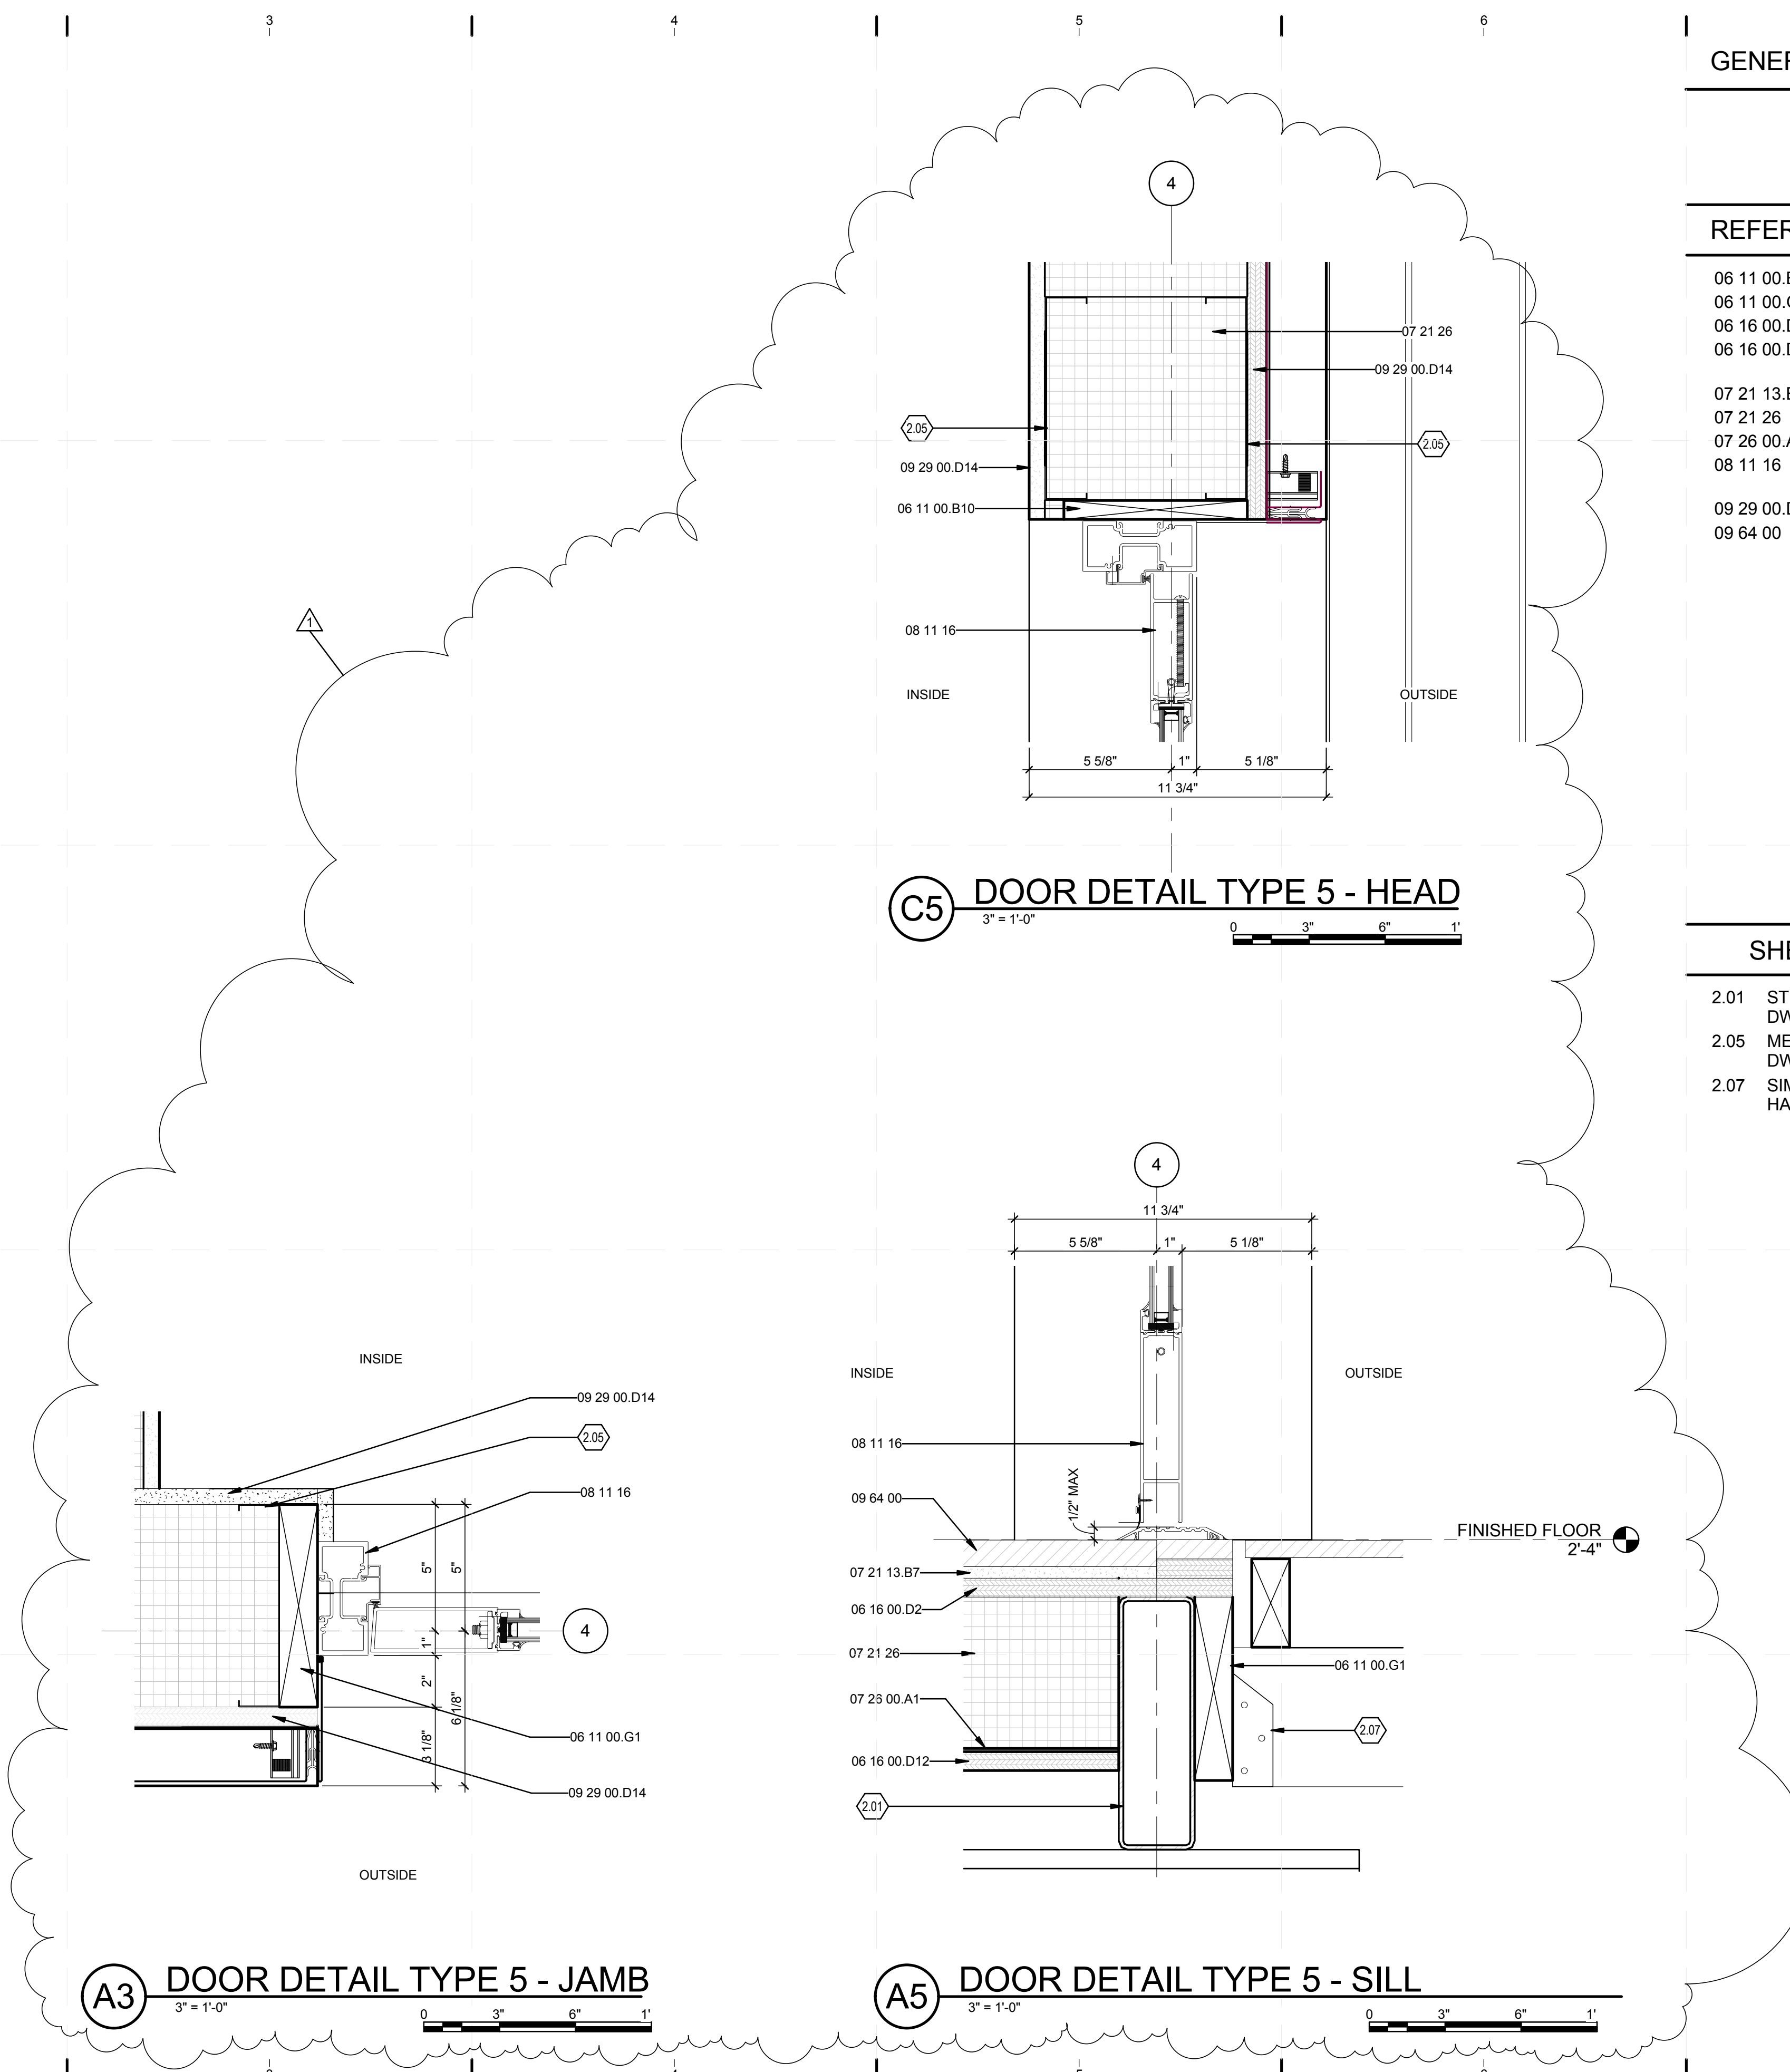 3
4
5
6
GENER
4
REFER
06 11 00.
06 11 00.
06 16 00.
06 16 00.
07 21 13.
07 21 26
07 26 00.
08 11 16
09 29 00.
09 64 00
07 21 26
09 29 00.D14
2.05
2.05
09 29 00.D14
06 11 00.B10
1
08 11 16
INSIDE
OUTSIDE
5 5/8"
1"
5 1/8"
11 3/4"
C5
DOOR DETAIL TYPE 5 - HEAD
3" = 1'-0"
0 3" 6" 1'
SHE
2.01 ST
DW
2.05 ME
DW
2.07 SIM
HA
4
11 3/4"
5 5/8"
1"
5 1/8"
INSIDE
09 29 00.D14
2.05
08 11 16
5"
5"
4
1"
2"
6 1/8"
3 1/8"
06 11 00.G1
09 29 00.D14
OUTSIDE
INSIDE
OUTSIDE
08 11 16
1/2" MAX
09 64 00
FINISHED FLOOR
2'-4"
07 21 13.B7
06 16 00.D2
07 21 26
06 11 00.G1
07 26 00.A1
2.07
06 16 00.D12
2.01
A3
DOOR DETAIL TYPE 5 - JAMB
3" = 1'-0"
0 3" 6" 1'
A5
DOOR DETAIL TYPE 5 - SILL
3" = 1'-0"
0 3" 6" 1'